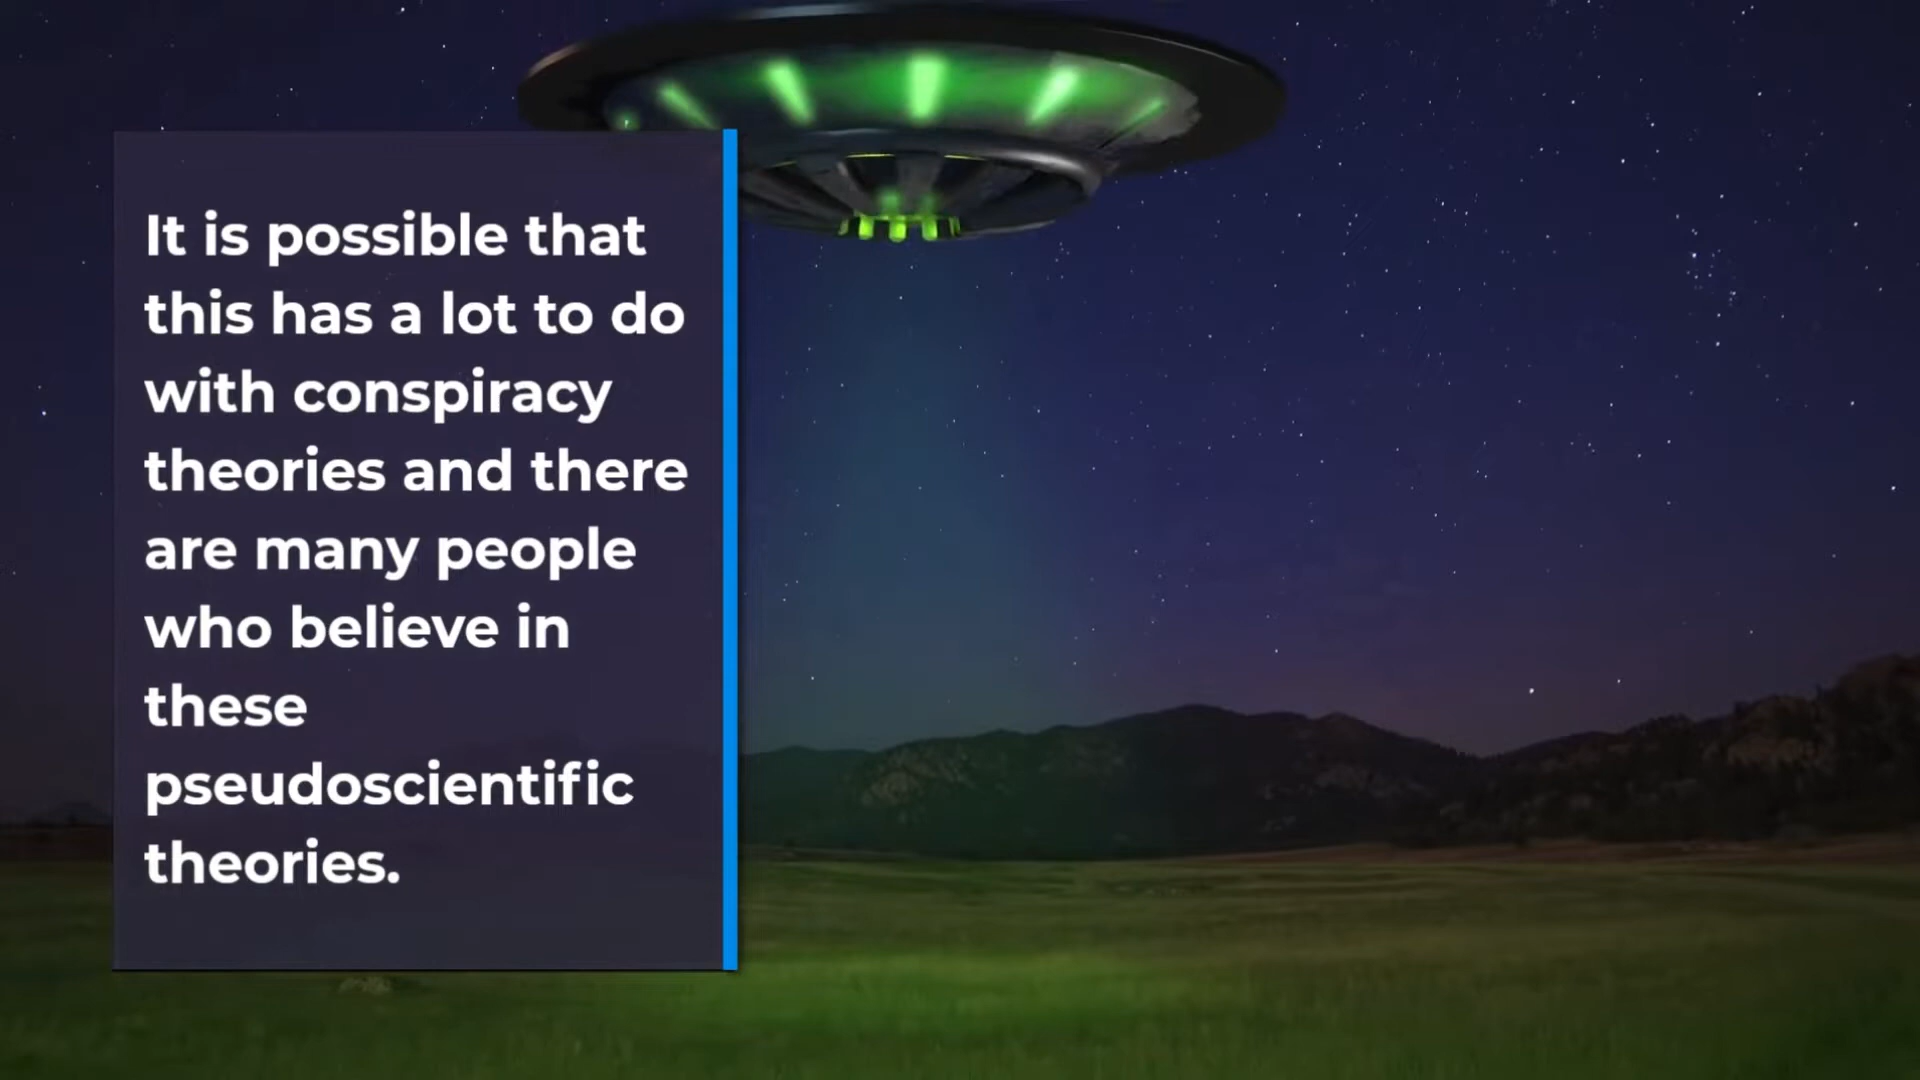 It is possible that
this has a lot to do
with conspiracy
theories and there
are many people
who believe in
these
pseudoscientific
theories.